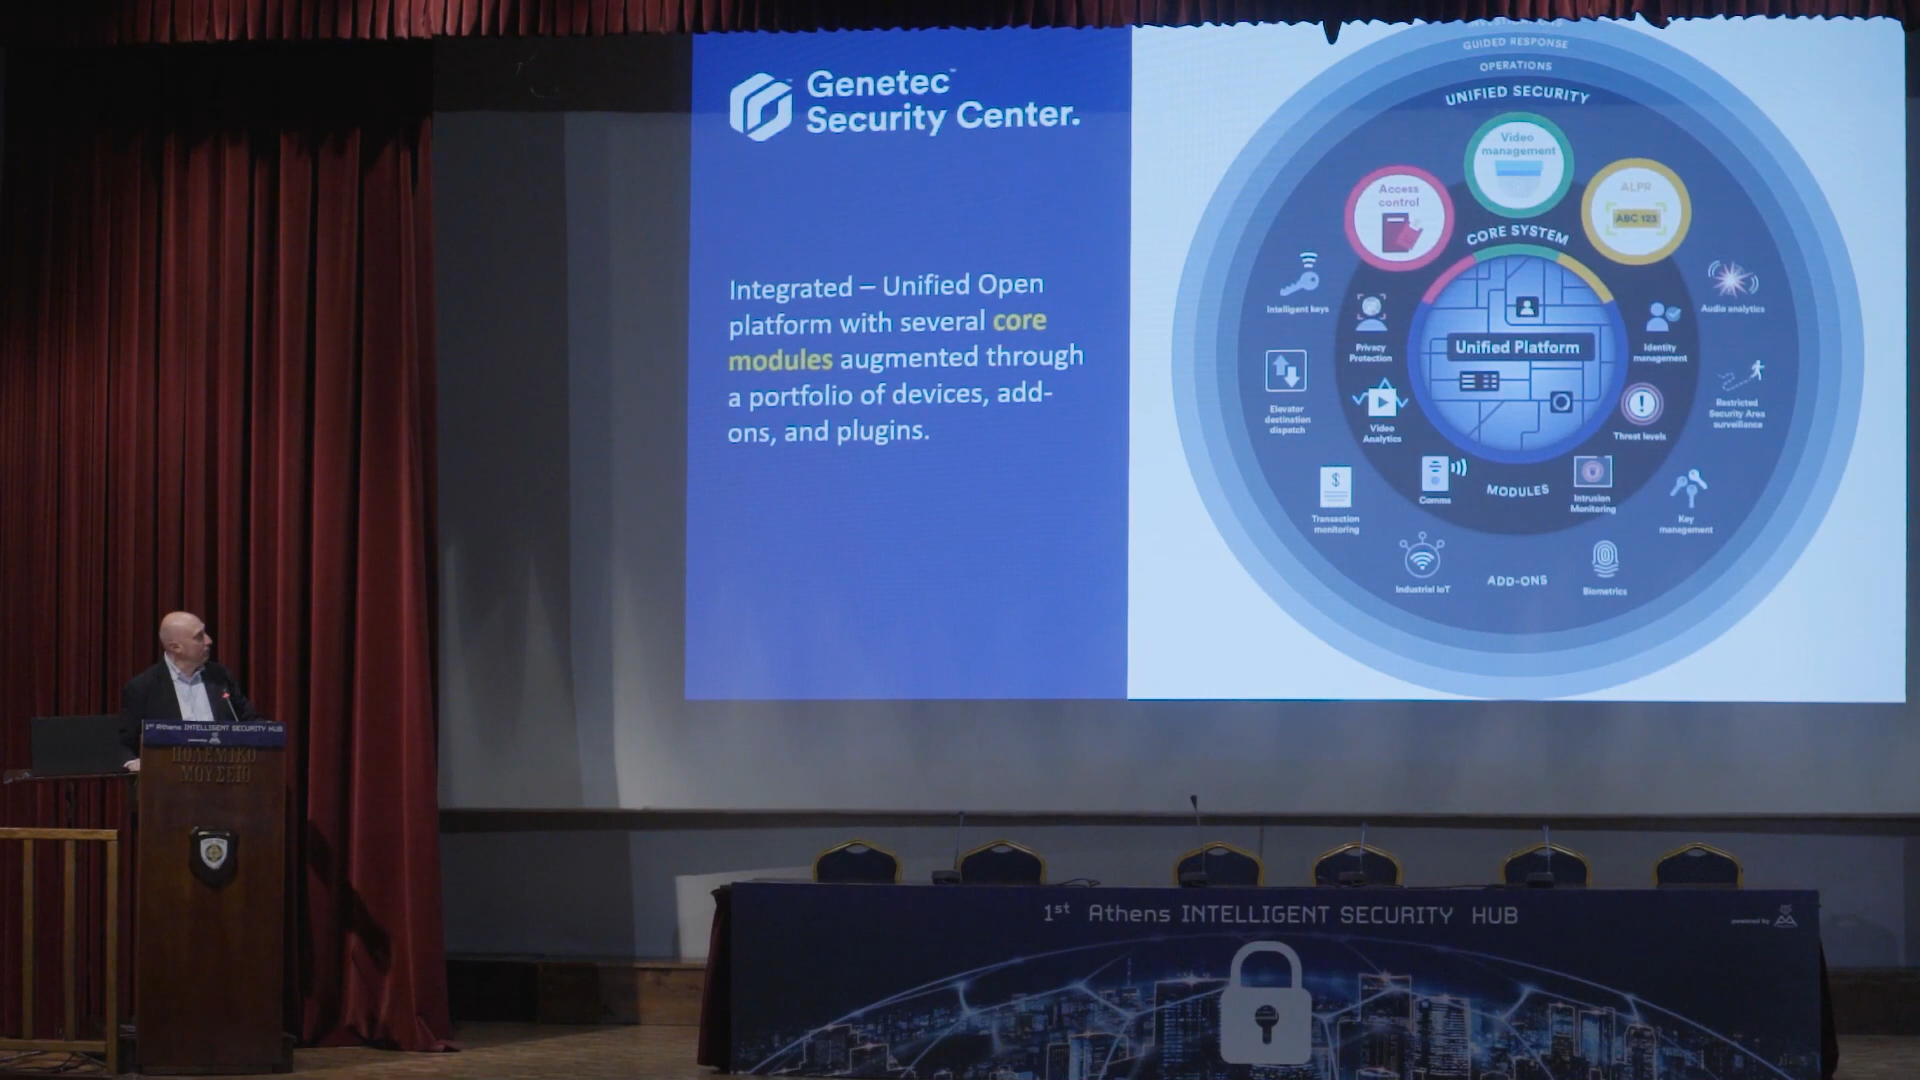 Genetec™
Security Center.
Integrated – Unified Open
platform with several core
modules augmented through
a portfolio of devices, add-
ons, and plugins.
GUIDED RESPONSE
OPERATIONS
UNIFIED SECURITY
Video
management
Access
control
ALPR
ABC 123
CORE SYSTEM
Intelligent keys
Audio analytics
Privacy
Protection
Unified Platform
Identity
management
Elevator
destination
dispatch
Video
Analytics
Threat levels
Restricted
Security Area
surveillance
$
Transaction
monitoring
Comms
MODULES
Intrusion
Monitoring
Key
management
Industrial IoT
ADD-ONS
Biometrics
1st Athens INTELLIGENT SECURITY HUB
ΠΟΛΕΜΙΚΟ
ΜΟΥΣΕΙΟ
1st Athens INTELLIGENT SECURITY HUB
powered by